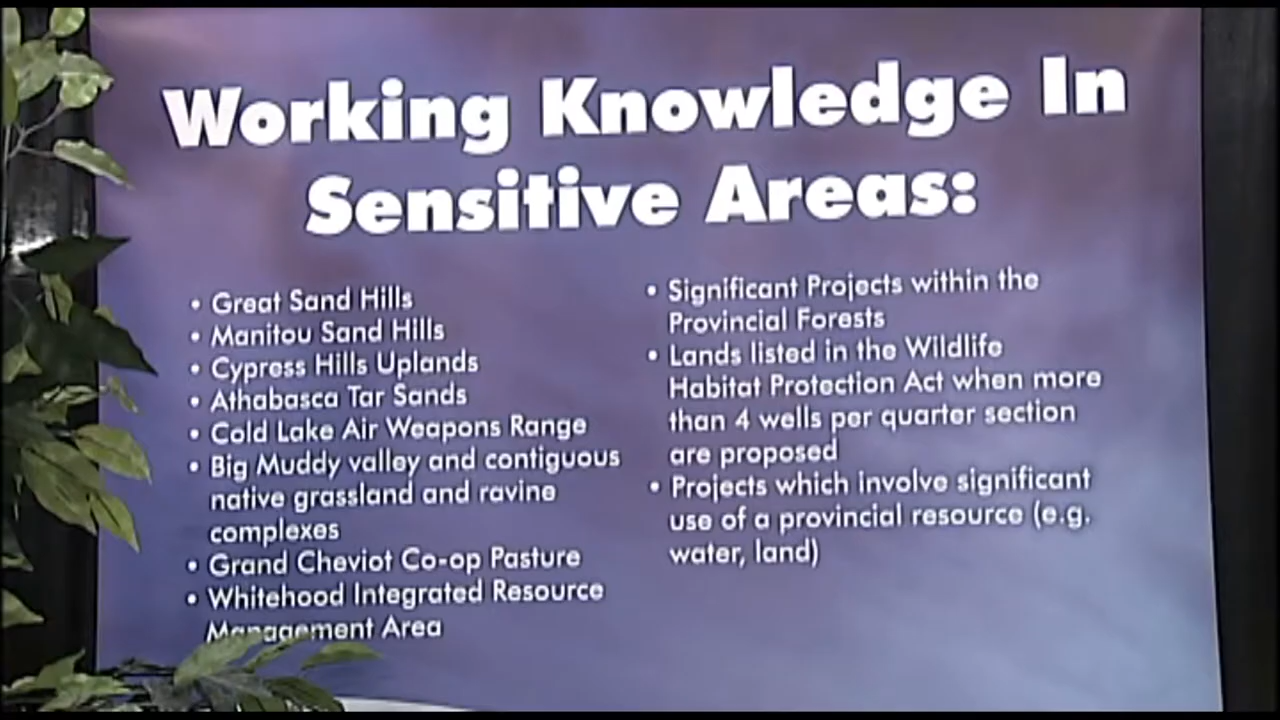 Working Knowledge In
Sensitive Areas:
• Great Sand Hills
• Manitou Sand Hills
• Cypress Hills Uplands
• Athabasca Tar Sands
• Cold Lake Air Weapons Range
• Big Muddy valley and contiguous
native grassland and ravine
complexes
• Grand Cheviot Co-op Pasture
• Whitehood Integrated Resource
Management Area
• Significant Projects within the
Provincial Forests
• Lands listed in the Wildlife
Habitat Protection Act when more
than 4 wells per quarter section
are proposed
• Projects which involve significant
use of a provincial resource (e.g.
water, land)